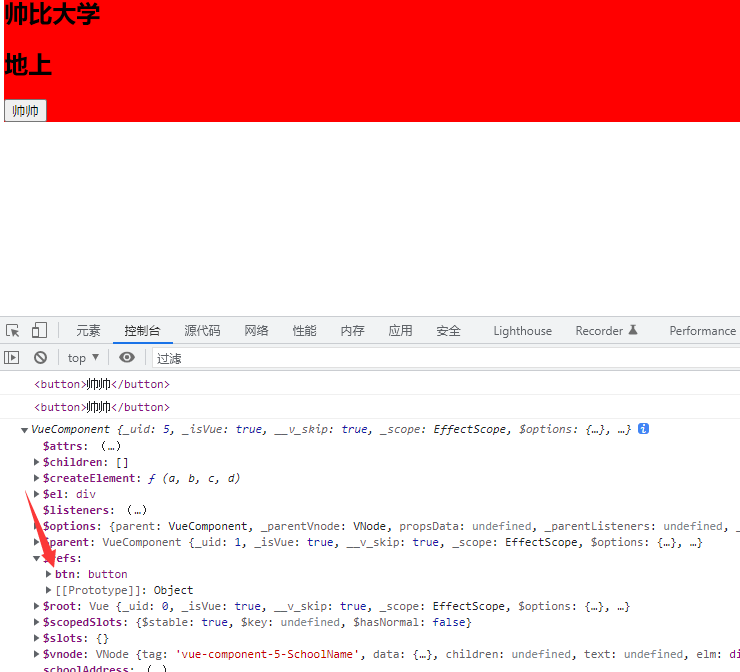 帅比大学
地上
帅帅
元素 控制台 源代码 网络 性能 内存 应用 安全 Lighthouse Recorder Performance
top ▼ 过滤
<button>帅帅</button>
<button>帅帅</button>
▼VueComponent {_uid: 5, _isVue: true, __v_skip: true, _scope: EffectScope, $options: {…}, …} i
$attrs: (…)
▶$children: []
▶$createElement: ƒ (a, b, c, d)
▶$el: div
$listeners: (…)
▶$options: {parent: VueComponent, _parentVnode: VNode, propsData: undefined, _parentListeners: undefined, _
▶$parent: VueComponent {_uid: 1, _isVue: true, __v_skip: true, _scope: EffectScope, $options: {…}, …}
▼$refs:
▶btn: button
▶[[Prototype]]: Object
▶$root: Vue {_uid: 0, _isVue: true, __v_skip: true, _scope: EffectScope, $options: {…}, …}
▶$scopedSlots: {$stable: true, $key: undefined, $hasNormal: false}
▶$slots: {}
▶$vnode: VNode {tag: 'vue-component-5-SchoolName', data: {…}, children: undefined, text: undefined, elm: di
schoolAddress: (…)